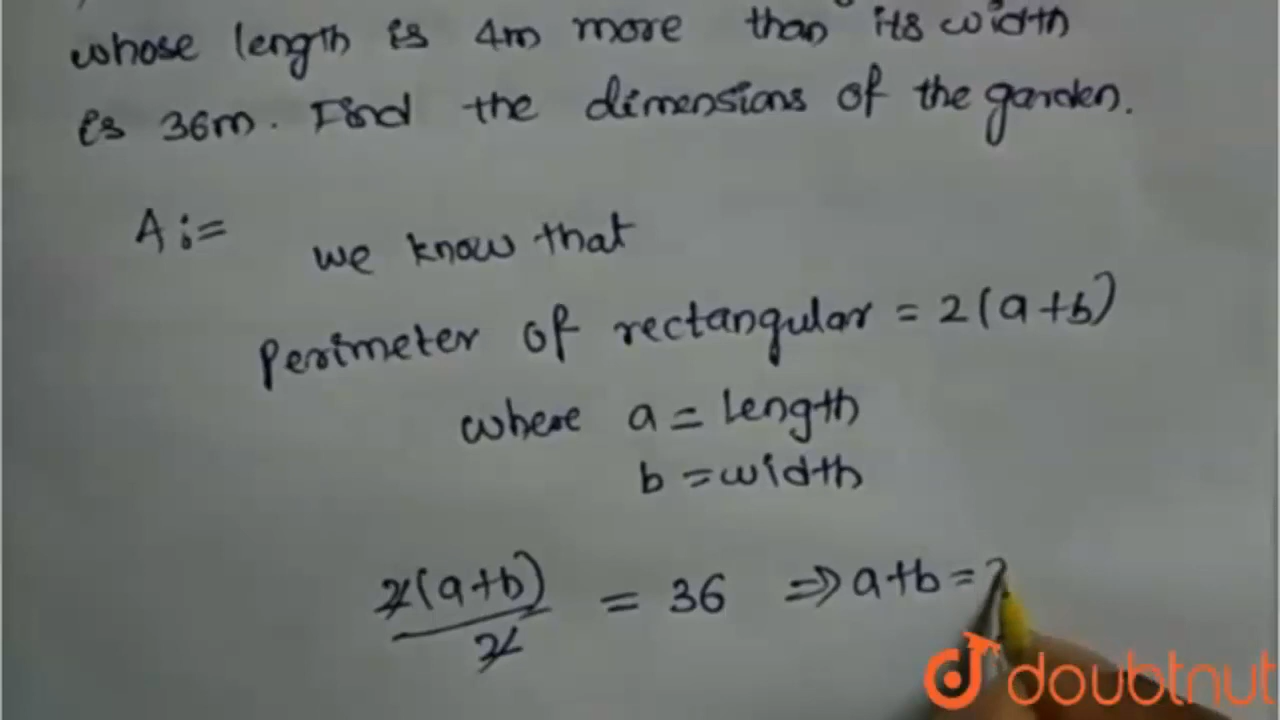 whose length is 4m more than its width
is 36m. Find the dimensions of the garden.
A :=
we know that
perimeter of rectangular = 2(a+b)
where a = length
b = width
2(a+b)/2 = 36 ⇒ a+b =
doubtnut